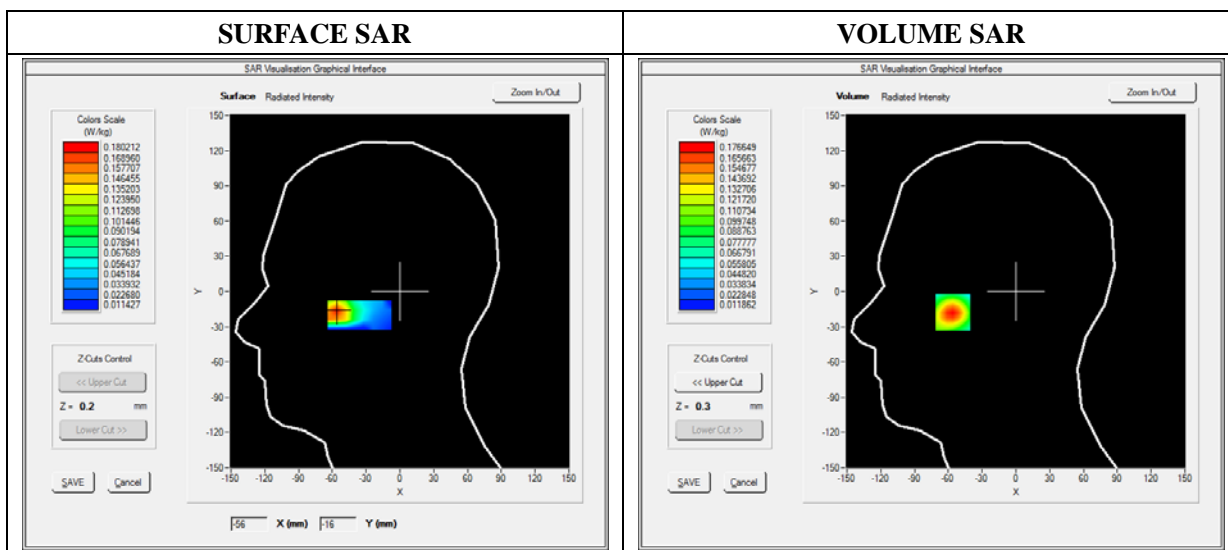 SURFACE SAR
SAR Visualisation Graphical Interface
Surface Radiated Intensity
Zoom In/Out
Colors Scale
(W/kg)
0.180212
0.168960
0.157707
0.146455
0.135203
0.123950
0.112698
0.101446
0.090194
0.078941
0.067689
0.056437
0.045184
0.033932
0.022680
0.011427
Z-Cuts Control
<< Upper Cut
Z = 0.2 mm
Lower Cut >>
SAVE Cancel
150
120
90
60
30
0
-30
-60
-90
-120
-150
Y
-150 -120 -90 -60 -30 0 30 60 90 120 150
X
-56 X (mm) -16 Y (mm)
VOLUME SAR
SAR Visualisation Graphical Interface
Volume Radiated Intensity
Zoom In/Out
Colors Scale
(W/kg)
0.176649
0.165663
0.154677
0.143692
0.132706
0.121720
0.110734
0.099748
0.088763
0.077777
0.066791
0.055805
0.044820
0.033834
0.022848
0.011862
Z-Cuts Control
<< Upper Cut
Z = 0.3 mm
Lower Cut >>
SAVE Cancel
150
120
90
60
30
0
-30
-60
-90
-120
-150
Y
-150 -120 -90 -60 -30 0 30 60 90 120 150
X